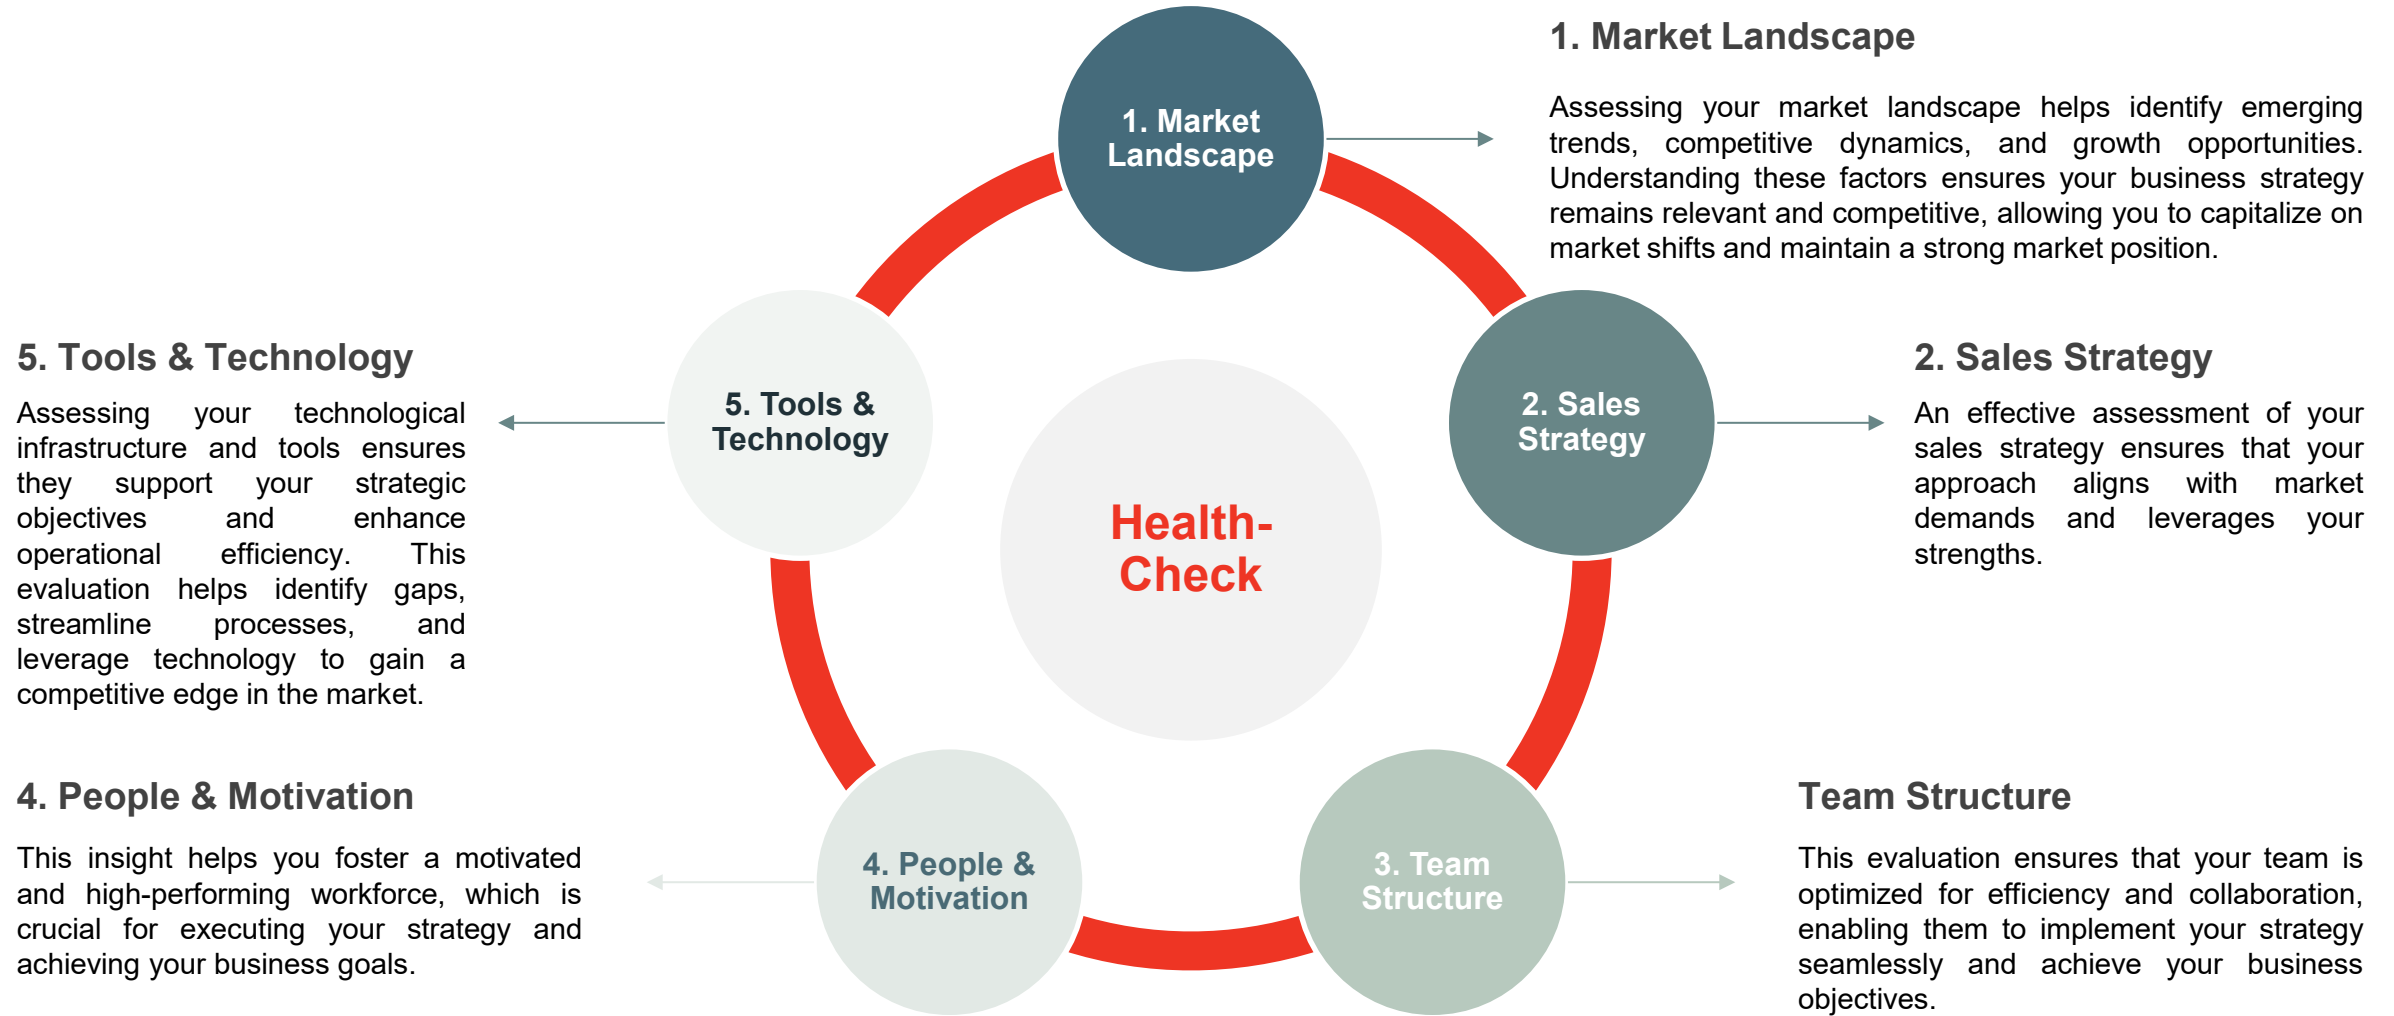 1. Market
Landscape
1. Market Landscape
Assessing your market landscape helps identify emerging
trends, competitive dynamics, and growth opportunities.
Understanding these factors ensures your business strategy
remains relevant and competitive, allowing you to capitalize on
market shifts and maintain a strong market position.
2. Sales
Strategy
2. Sales Strategy
An effective assessment of your
sales strategy ensures that your
approach aligns with market
demands and leverages your
strengths.
3. Team
Structure
Team Structure
This evaluation ensures that your team is
optimized for efficiency and collaboration,
enabling them to implement your strategy
seamlessly and achieve your business
objectives.
4. People &
Motivation
4. People & Motivation
This insight helps you foster a motivated
and high-performing workforce, which is
crucial for executing your strategy and
achieving your business goals.
5. Tools &
Technology
5. Tools & Technology
Assessing your technological
infrastructure and tools ensures
they support your strategic
objectives and enhance
operational efficiency. This
evaluation helps identify gaps,
streamline processes, and
leverage technology to gain a
competitive edge in the market.
Health-
Check